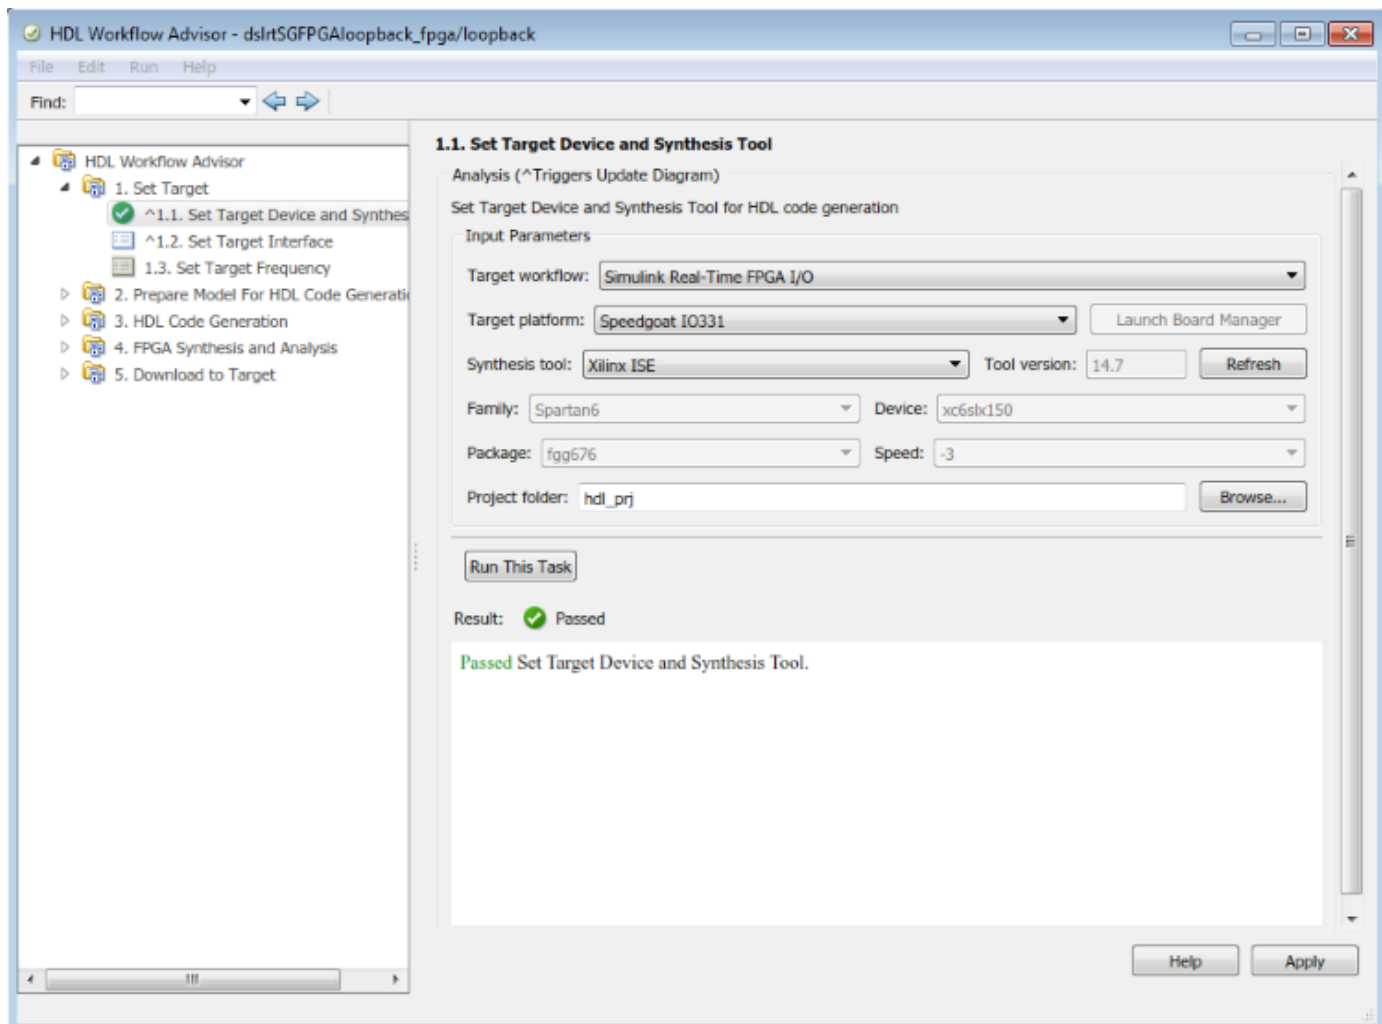 HDL Workflow Advisor - dslrtSGFPGAloopback_fpga/loopback
File Edit Run Help
Find:
HDL Workflow Advisor
1. Set Target
^1.1. Set Target Device and Synthes
^1.2. Set Target Interface
1.3. Set Target Frequency
2. Prepare Model For HDL Code Generati
3. HDL Code Generation
4. FPGA Synthesis and Analysis
5. Download to Target
1.1. Set Target Device and Synthesis Tool
Analysis (^Triggers Update Diagram)
Set Target Device and Synthesis Tool for HDL code generation
Input Parameters
Target workflow: Simulink Real-Time FPGA I/O
Target platform: Speedgoat IO331 Launch Board Manager
Synthesis tool: Xilinx ISE Tool version: 14.7 Refresh
Family: Spartan6 Device: xc6slx150
Package: fgg676 Speed: -3
Project folder: hdl_prj Browse...
Run This Task
Result: Passed
Passed Set Target Device and Synthesis Tool.
Help Apply